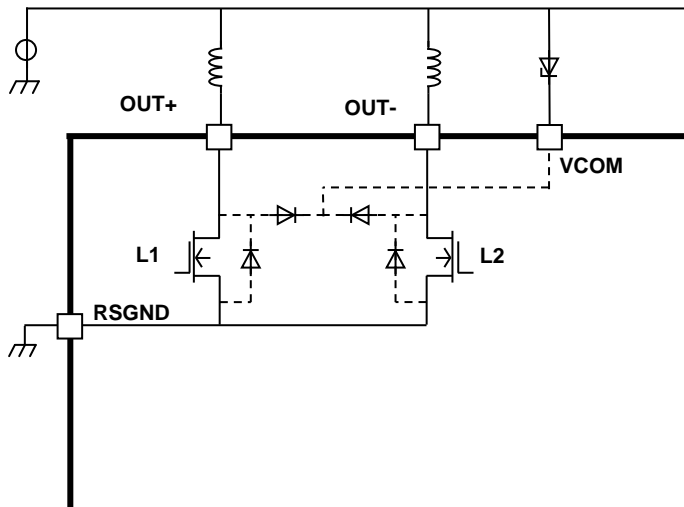 OUT+
OUT-
VCOM
L1
L2
RSGND